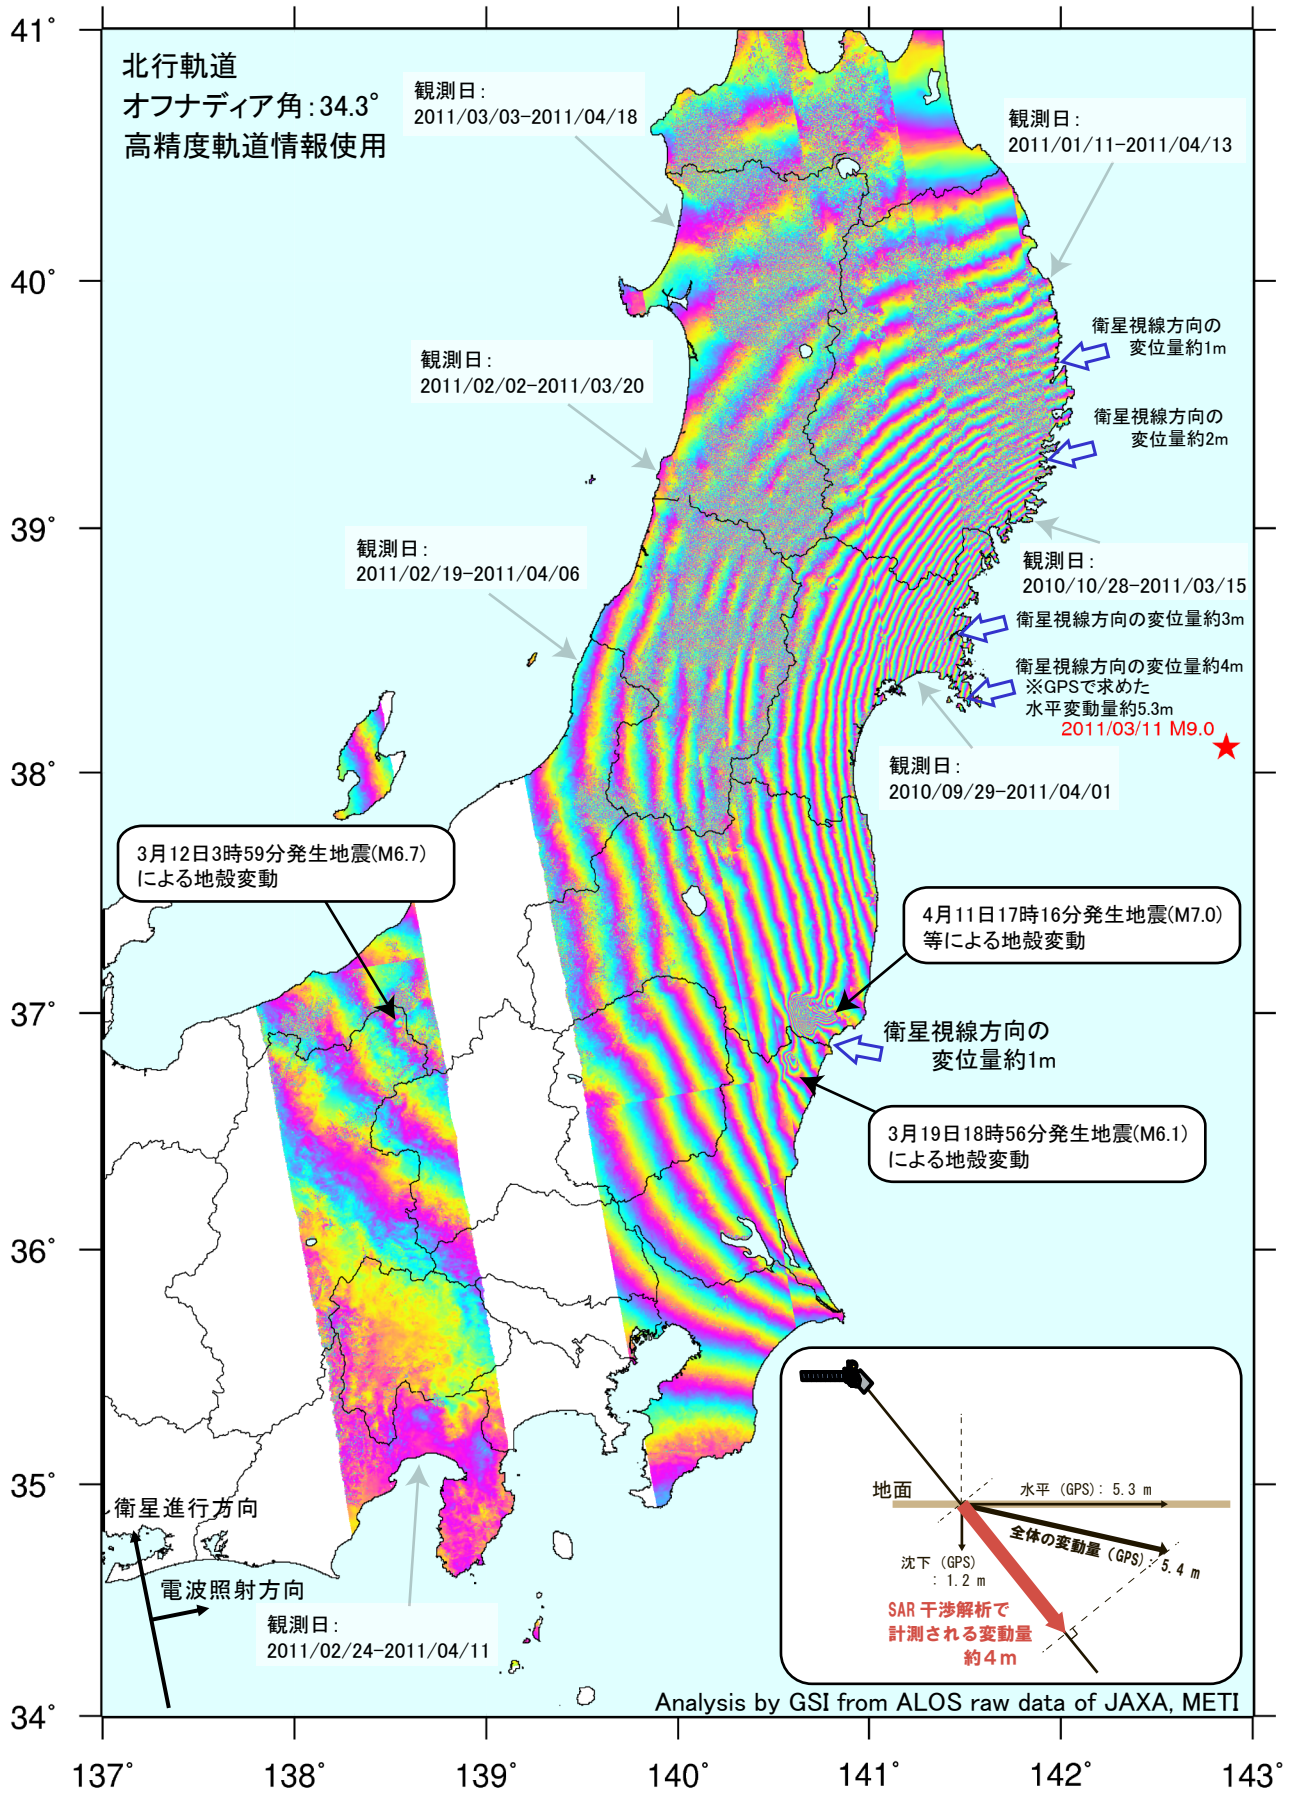 41°
北行軌道
オフナディア角：34.3°
高精度軌道情報使用
観測日：
2011/03/03-2011/04/18
観測日：
2011/01/11-2011/04/13
40°
衛星視線方向の
変位量約1m
観測日：
2011/02/02-2011/03/20
衛星視線方向の
変位量約2m
39°
観測日：
2011/02/19-2011/04/06
観測日：
2010/10/28-2011/03/15
衛星視線方向の変位量約3m
衛星視線方向の変位量約4m
※GPSで求めた
水平変動量約5.3m
2011/03/11 M9.0
38°
観測日：
2010/09/29-2011/04/01
3月12日3時59分発生地震(M6.7)
による地殻変動
4月11日17時16分発生地震(M7.0)
等による地殻変動
37°
衛星視線方向の
変位量約1m
3月19日18時56分発生地震(M6.1)
による地殻変動
36°
35°
地面
水平（GPS）：5.3 m
全体の変動量（GPS）：5.4 m
沈下（GPS）
：1.2 m
SAR 干渉解析で
計測される変動量
約４ｍ
衛星進行方向
電波照射方向
観測日：
2011/02/24-2011/04/11
34°
Analysis by GSI from ALOS raw data of JAXA, METI
137° 138° 139° 140° 141° 142° 143°